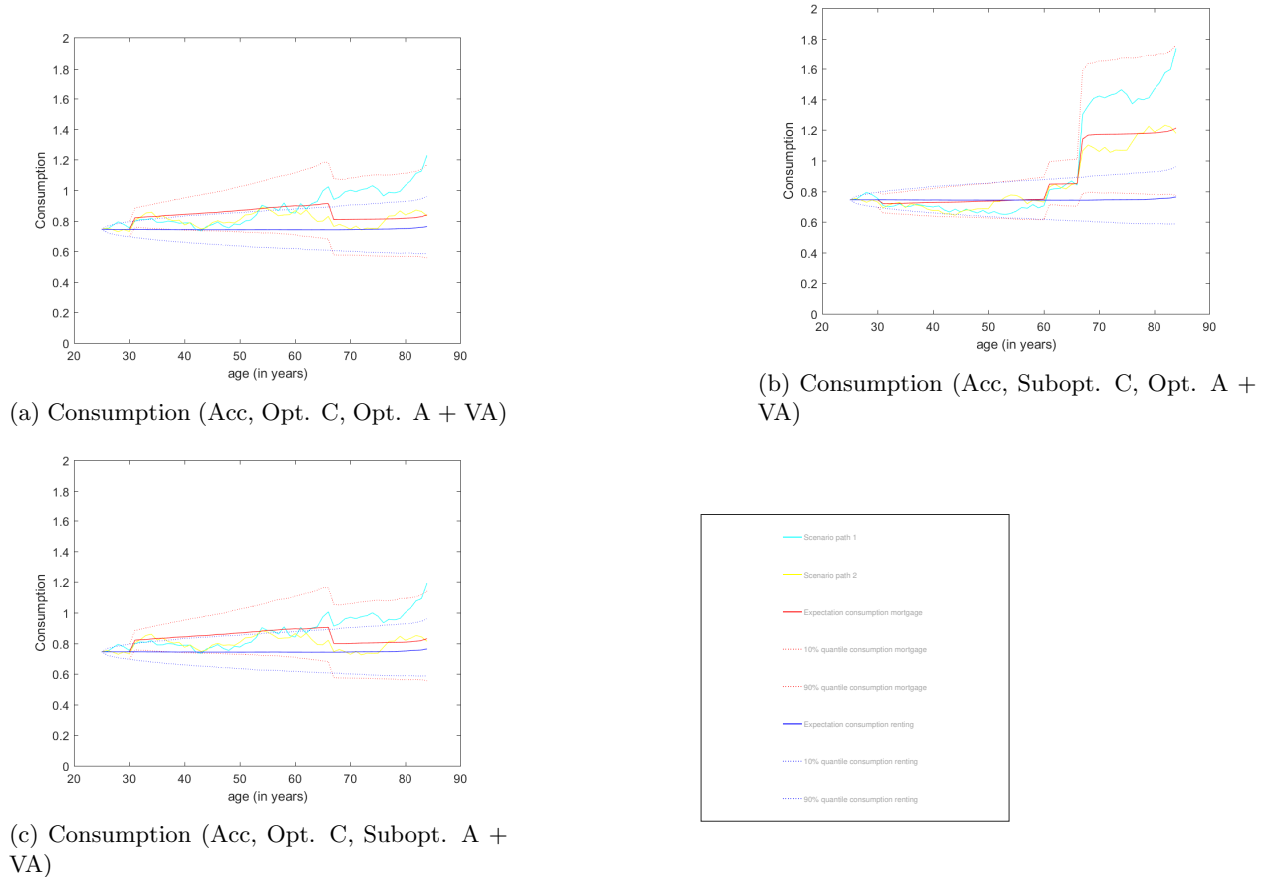 2
1.8
1.6
1.4
1.2
1
0.8
0.6
0.4
0.2
0
Consumption
20 30 40 50 60 70 80 90
age (in years)
(a) Consumption (Acc, Opt. C, Opt. A + VA)
2
1.8
1.6
1.4
1.2
1
0.8
0.6
0.4
0.2
0
Consumption
20 30 40 50 60 70 80 90
age (in years)
(b) Consumption (Acc, Subopt. C, Opt. A +
VA)
2
1.8
1.6
1.4
1.2
1
0.8
0.6
0.4
0.2
0
Consumption
20 30 40 50 60 70 80 90
age (in years)
(c) Consumption (Acc, Opt. C, Subopt. A +
VA)
Scenario path 1
Scenario path 2
Expectation consumption mortgage
10% quantile consumption mortgage
90% quantile consumption mortgage
Expectation consumption renting
10% quantile consumption renting
90% quantile consumption renting